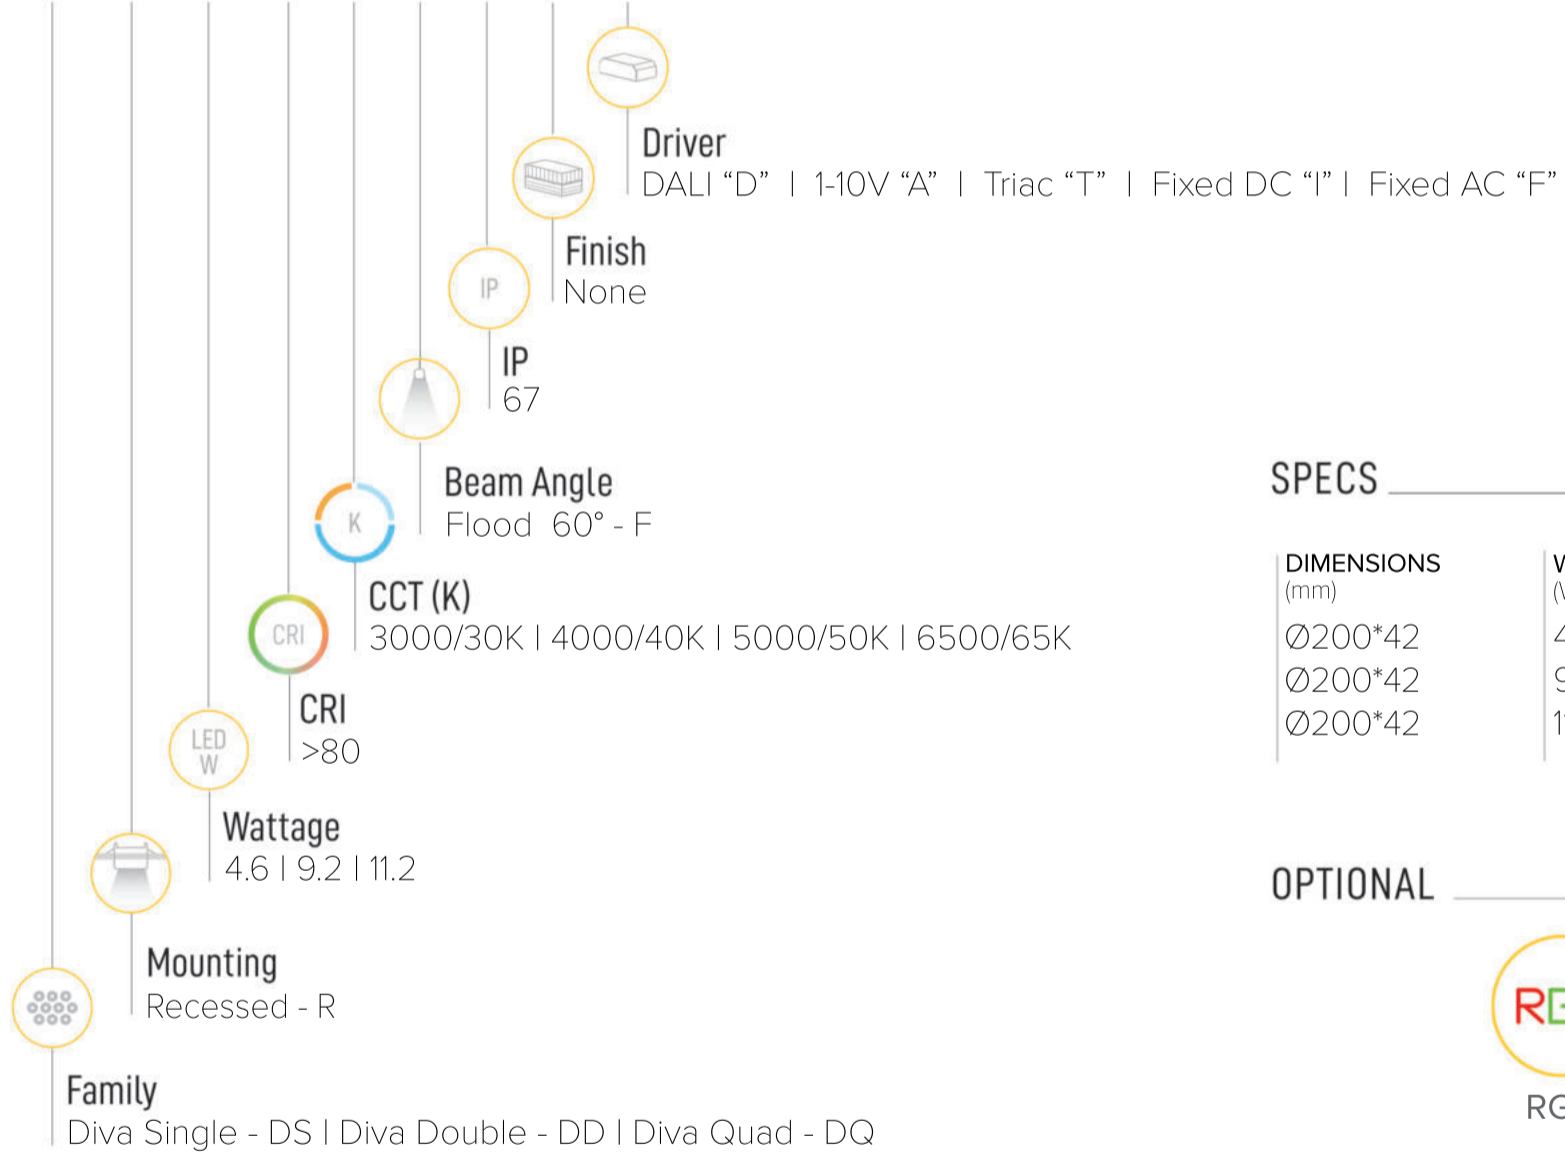 Driver
DALI “D” | 1-10V “A” | Triac “T” | Fixed DC “I” | Fixed AC “F”
Finish
None
IP
IP
67
Beam Angle
Flood 60° - F
K
CCT (K)
3000/30K | 4000/40K | 5000/50K | 6500/65K
CRI
CRI
>80
LED
W
Wattage
4.6 | 9.2 | 11.2
Mounting
Recessed - R
Family
Diva Single - DS | Diva Double - DD | Diva Quad - DQ
SPECS
DIMENSIONS
(mm)
Ø200*42
Ø200*42
Ø200*42
OPTIONAL